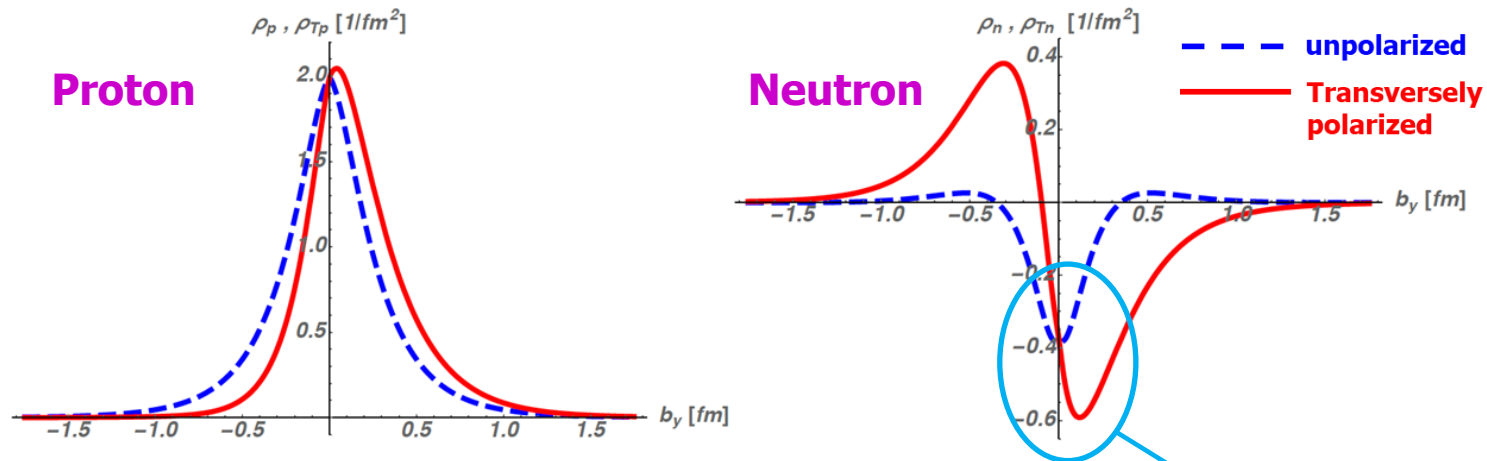 ρp , ρTp [1/fm²]
Proton
2.0
1.5
1.0
0.5
−1.5 −1.0 −0.5 0.5 1.0 1.5
by [fm]
ρn , ρTn [1/fm²]
Neutron
0.4
0.2
−0.2
−0.4
−0.6
−1.5 −1.0 −0.5 0.5 1.0 1.5
by [fm]
unpolarized
Transversely
polarized